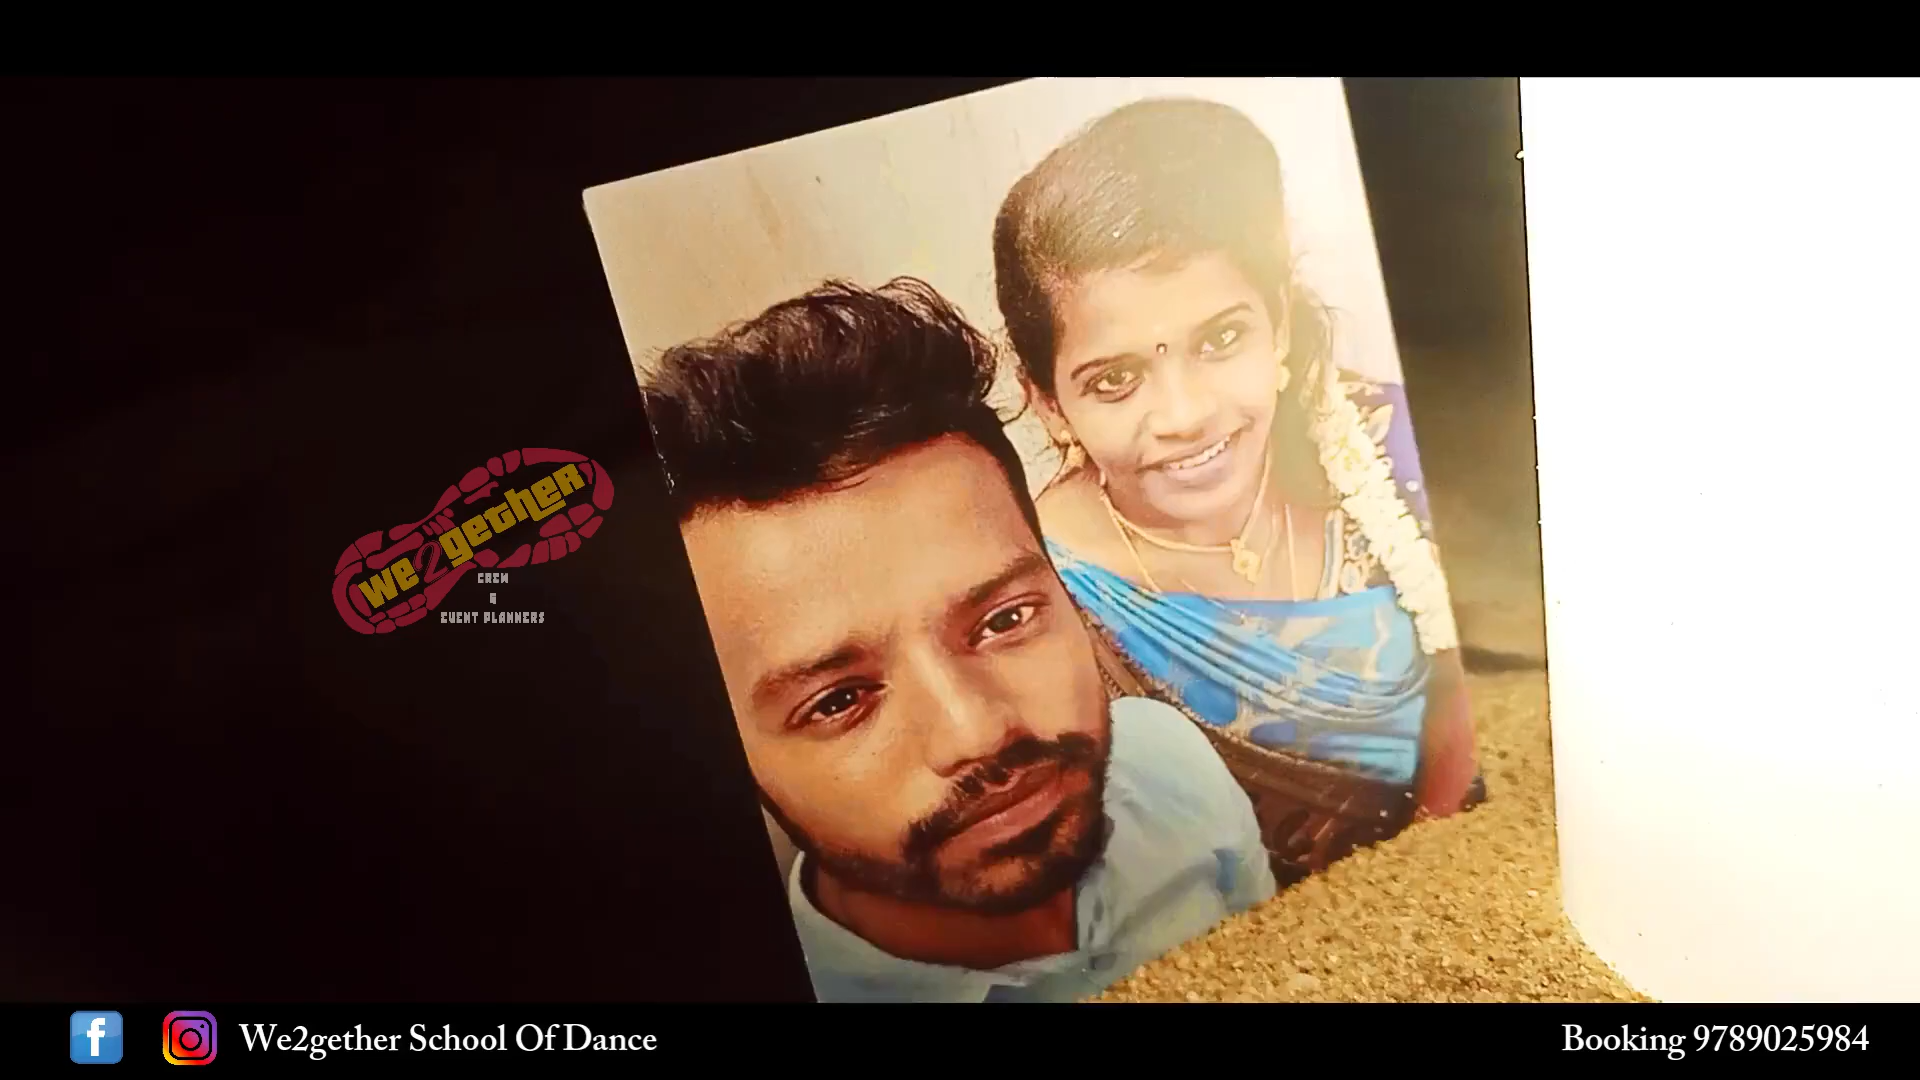 We2gether
CREW
&
EVENT PLANNERS
We2gether School Of Dance
Booking 9789025984